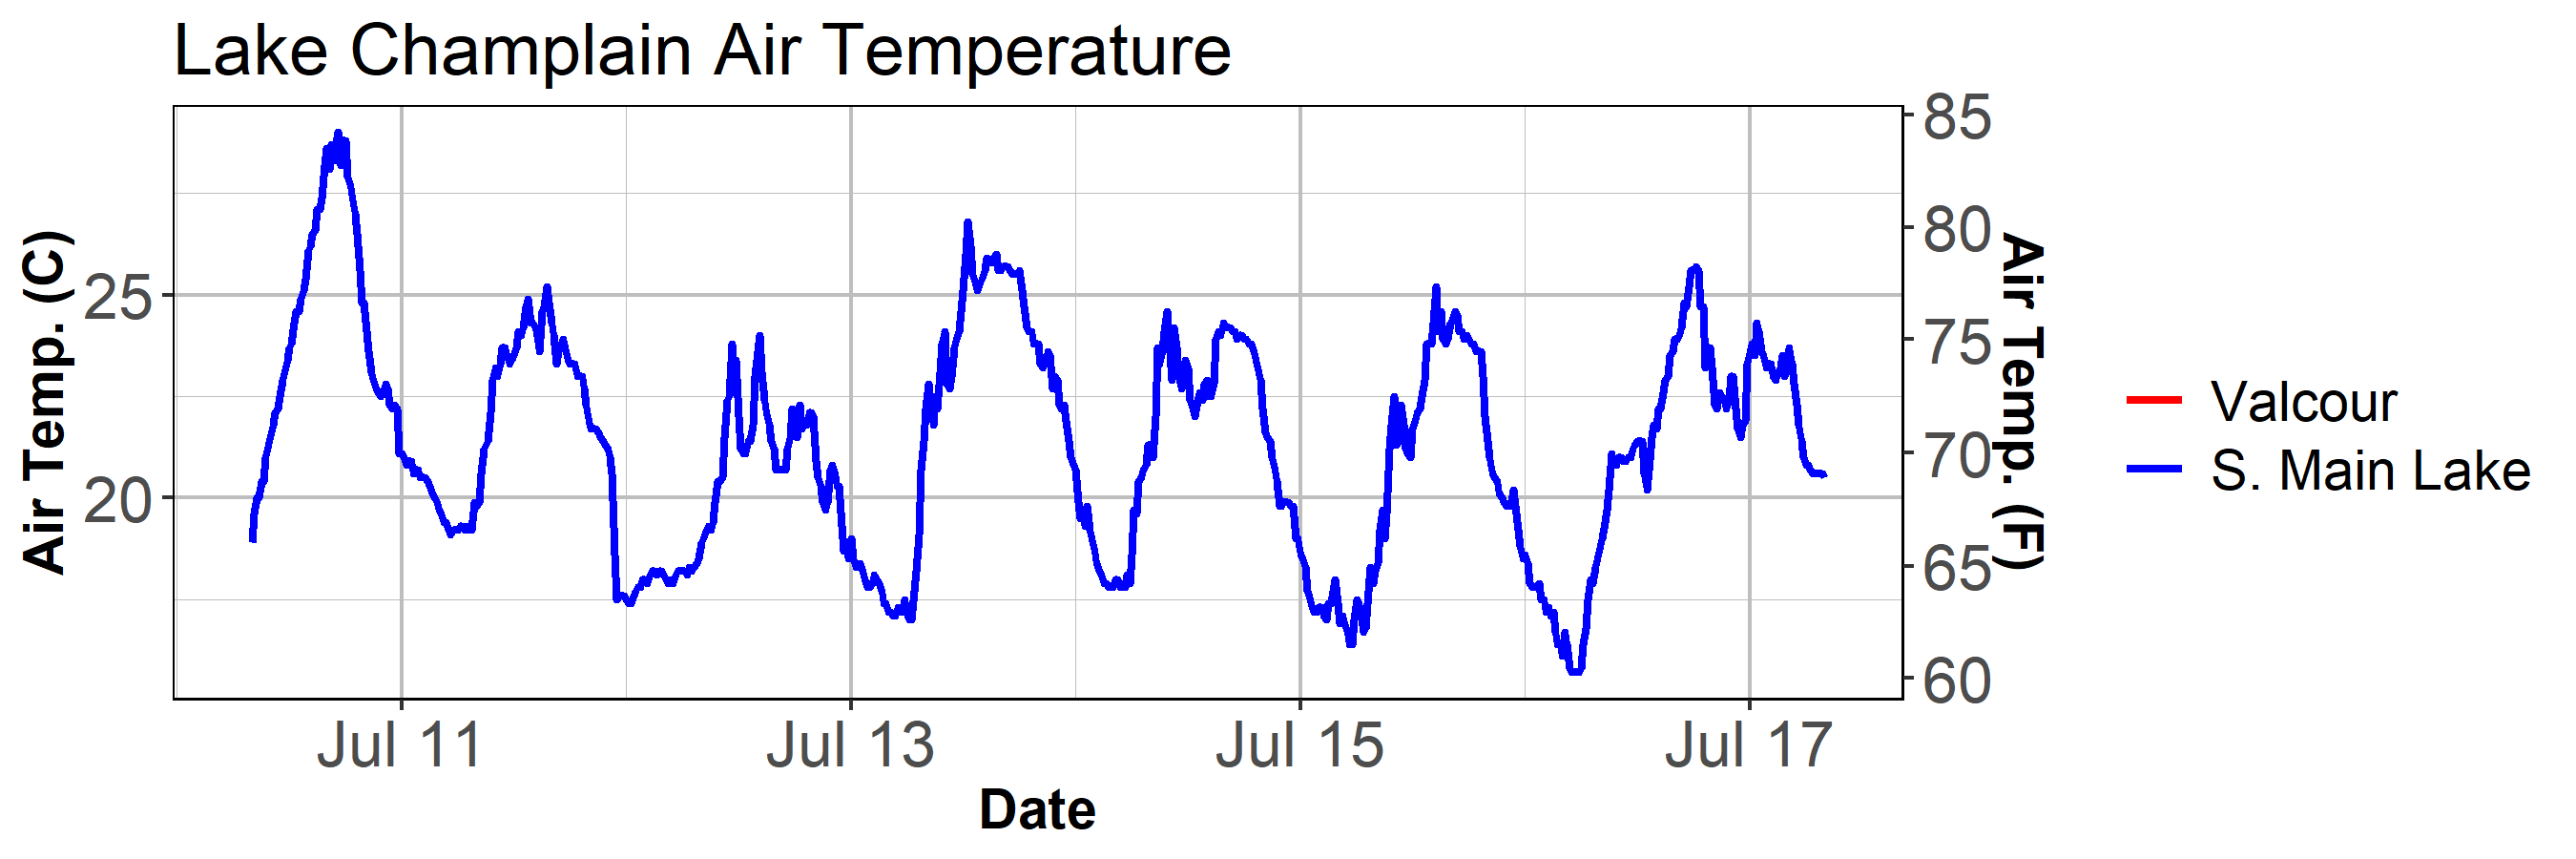 Lake Champlain Air Temperature
Air Temp. (C)
25
20
85
80
75
70
65
60
Air Temp. (F)
Jul 11
Jul 13
Jul 15
Jul 17
Date
Valcour
S. Main Lake